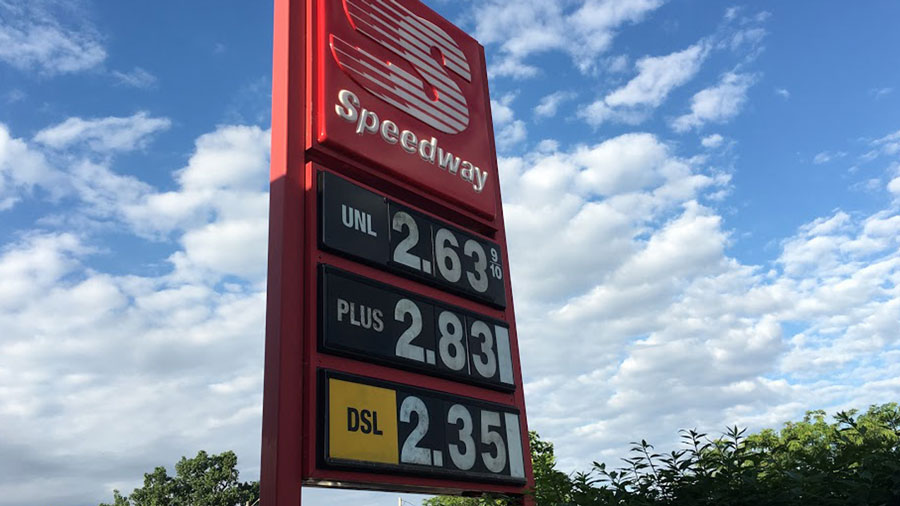 Speedway
UNL 2.63 9/10
PLUS 2.83
DSL 2.35